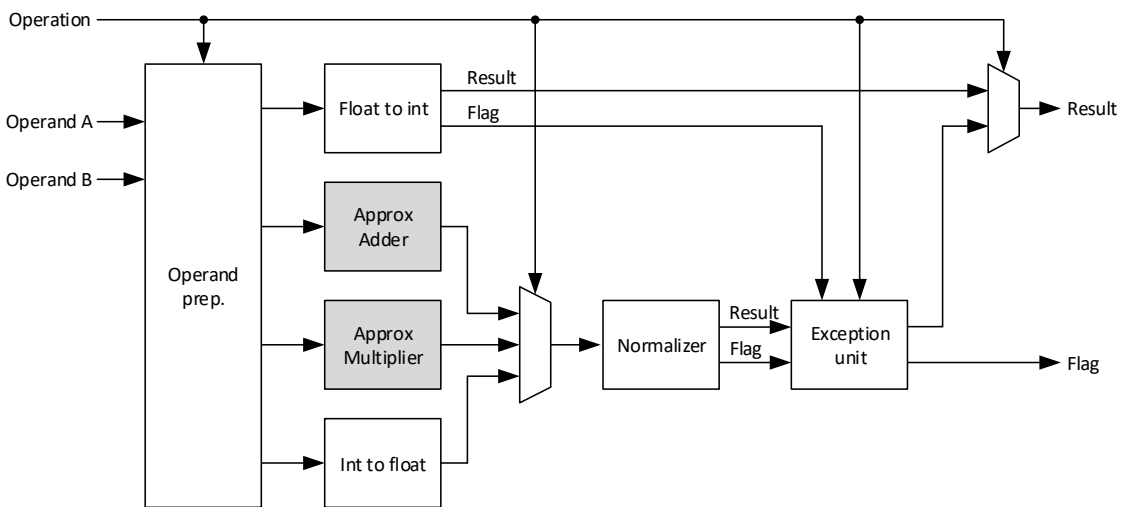 Operation
Operand A
Operand B
Operand
prep.
Float to int
Result
Flag
Approx
Adder
Approx
Multiplier
Int to float
Normalizer
Result
Flag
Exception
unit
Result
Flag